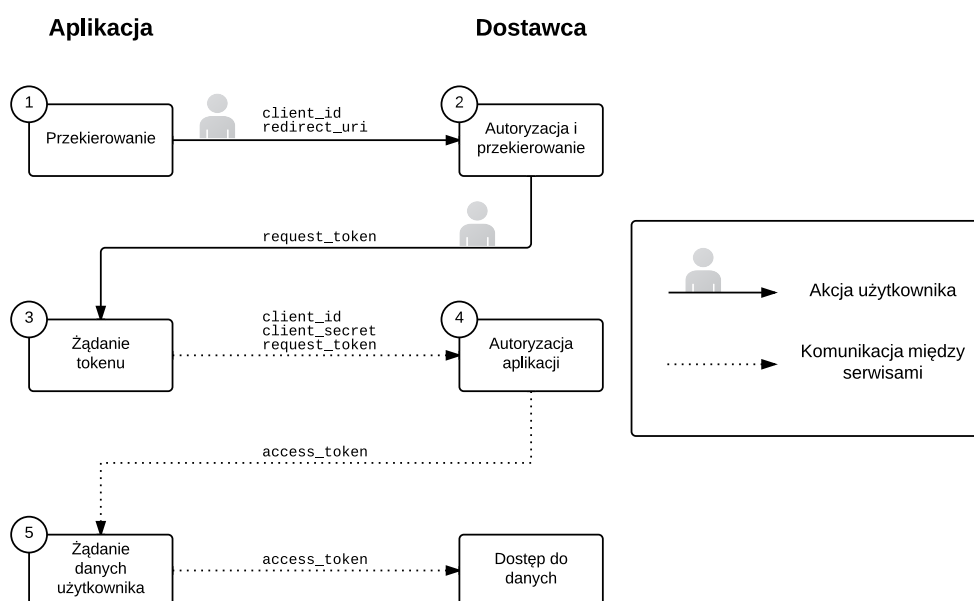 Aplikacja
Dostawca
1
Przekierowanie
client_id
redirect_uri
2
Autoryzacja i
przekierowanie
request_token
3
Żądanie
tokenu
client_id
client_secret
request_token
4
Autoryzacja
aplikacji
access_token
5
Żądanie
danych
użytkownika
access_token
Dostęp do
danych
Akcja użytkownika
Komunikacja między
serwisami